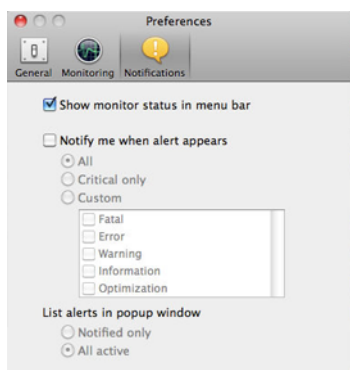 Preferences
General Monitoring Notifications
Show monitor status in menu bar
Notify me when alert appears
All
Critical only
Custom
Fatal
Error
Warning
Information
Optimization
List alerts in popup window
Notified only
All active